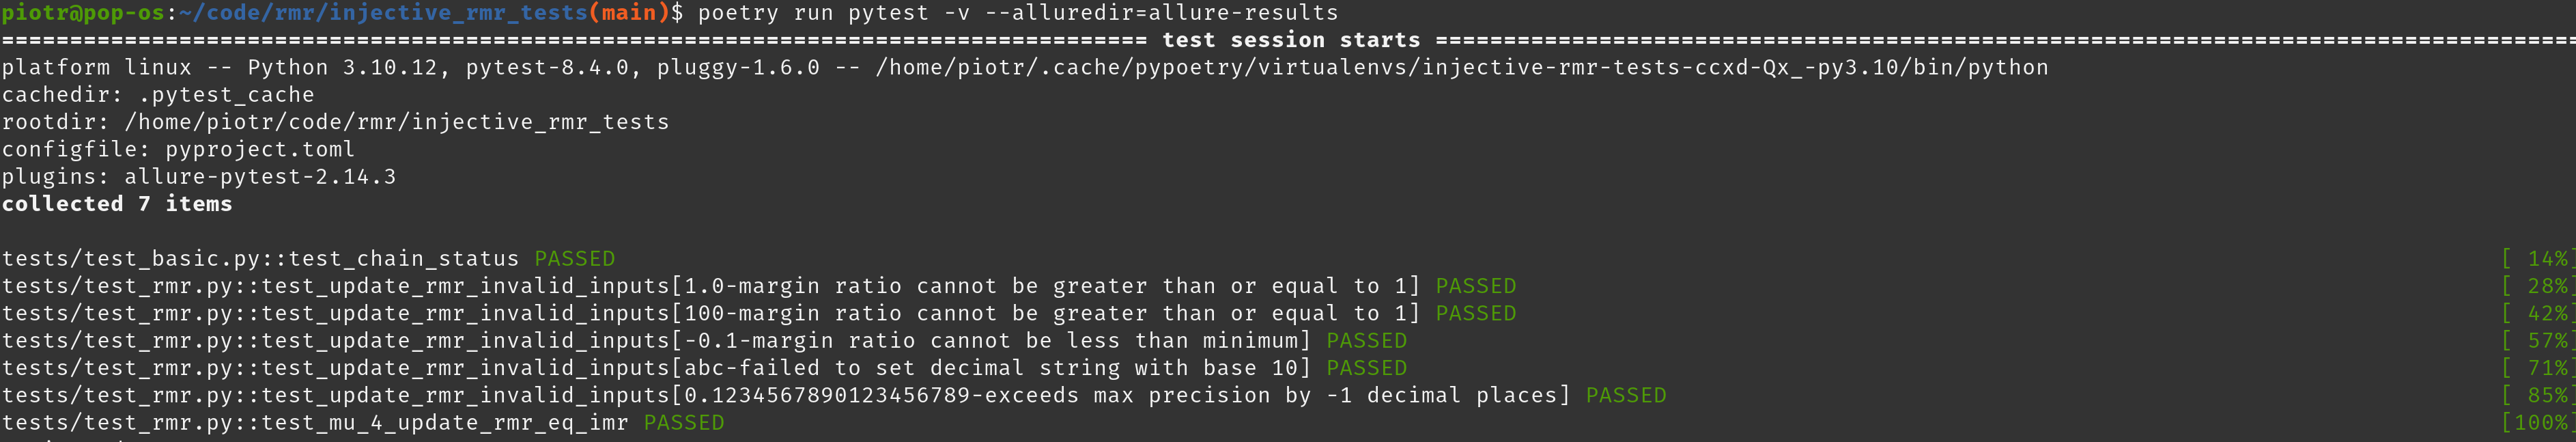 piotr@pop-os:~/code/rmr/injective_rmr_tests(main)$ poetry run pytest -v --alluredir=allure-results
==================================================================================== test session starts ====================================================================================
platform linux -- Python 3.10.12, pytest-8.4.0, pluggy-1.6.0 -- /home/piotr/.cache/pypoetry/virtualenvs/injective-rmr-tests-ccxd-Qx_-py3.10/bin/python
cachedir: .pytest_cache
rootdir: /home/piotr/code/rmr/injective_rmr_tests
configfile: pyproject.toml
plugins: allure-pytest-2.14.3
collected 7 items
tests/test_basic.py::test_chain_status PASSED [ 14%]
tests/test_rmr.py::test_update_rmr_invalid_inputs[1.0-margin ratio cannot be greater than or equal to 1] PASSED [ 28%]
tests/test_rmr.py::test_update_rmr_invalid_inputs[100-margin ratio cannot be greater than or equal to 1] PASSED [ 42%]
tests/test_rmr.py::test_update_rmr_invalid_inputs[-0.1-margin ratio cannot be less than minimum] PASSED [ 57%]
tests/test_rmr.py::test_update_rmr_invalid_inputs[abc-failed to set decimal string with base 10] PASSED [ 71%]
tests/test_rmr.py::test_update_rmr_invalid_inputs[0.1234567890123456789-exceeds max precision by -1 decimal places] PASSED [ 85%]
tests/test_rmr.py::test_mu_4_update_rmr_eq_imr PASSED [100%]